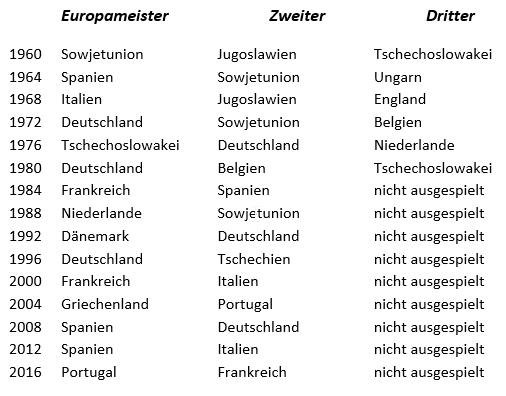 Europameister Zweiter Dritter
1960 Sowjetunion Jugoslawien Tschechoslowakei
1964 Spanien Sowjetunion Ungarn
1968 Italien Jugoslawien England
1972 Deutschland Sowjetunion Belgien
1976 Tschechoslowakei Deutschland Niederlande
1980 Deutschland Belgien Tschechoslowakei
1984 Frankreich Spanien nicht ausgespielt
1988 Niederlande Sowjetunion nicht ausgespielt
1992 Dänemark Deutschland nicht ausgespielt
1996 Deutschland Tschechien nicht ausgespielt
2000 Frankreich Italien nicht ausgespielt
2004 Griechenland Portugal nicht ausgespielt
2008 Spanien Deutschland nicht ausgespielt
2012 Spanien Italien nicht ausgespielt
2016 Portugal Frankreich nicht ausgespielt